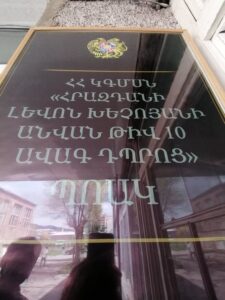 ՀՀ ԿԳՄՍՆ
«ՀՐԱԶԴԱՆԻ
ԼԵՎՈՆ ԽԵՉՈՅԱՆԻ
ԱՆՎԱՆ ԹԻՎ 10
ԱՎԱԳ ԴՊՐՈՑ»
ՊՈԱԿ